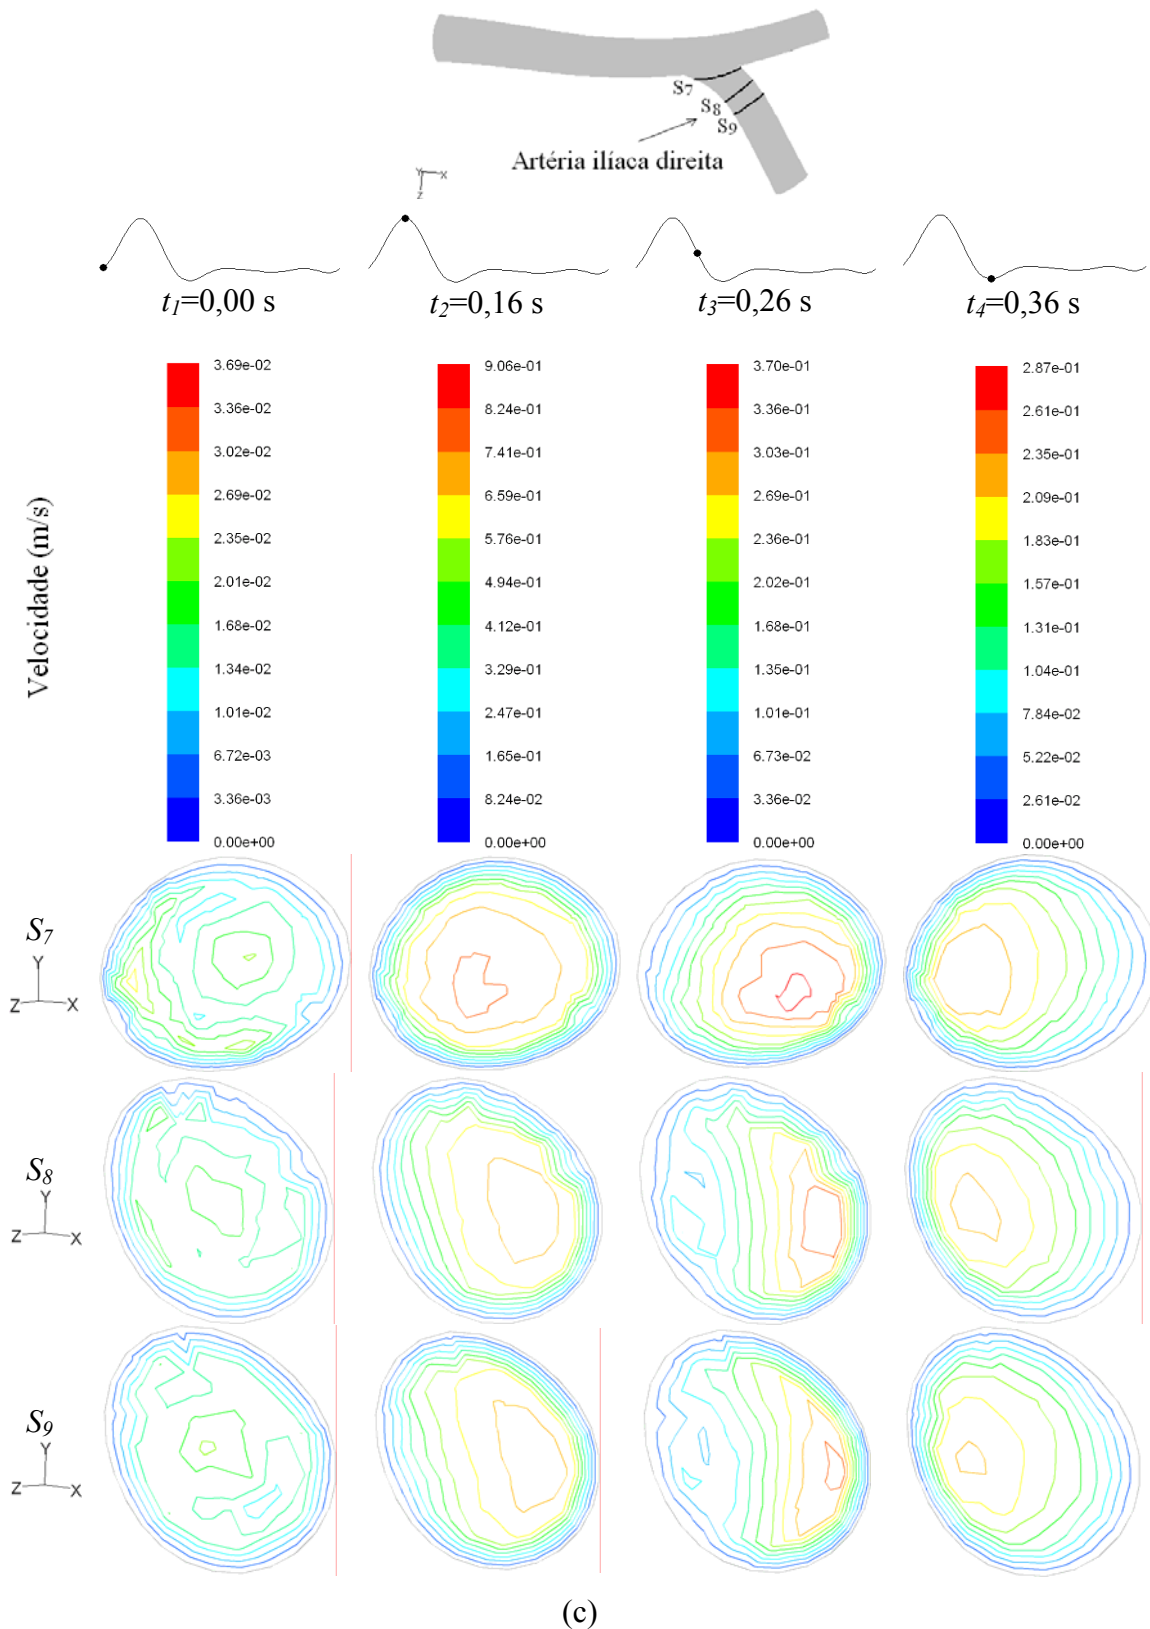 S7
S8
S9
Artéria ilíaca direita
Y X
Z
t1=0,00 s t2=0,16 s t3=0,26 s t4=0,36 s
Velocidade (m/s)
3.69e-02 9.06e-01 3.70e-01 2.87e-01
3.36e-02 8.24e-01 3.36e-01 2.61e-01
3.02e-02 7.41e-01 3.03e-01 2.35e-01
2.69e-02 6.59e-01 2.69e-01 2.09e-01
2.35e-02 5.76e-01 2.36e-01 1.83e-01
2.01e-02 4.94e-01 2.02e-01 1.57e-01
1.68e-02 4.12e-01 1.68e-01 1.31e-01
1.34e-02 3.29e-01 1.35e-01 1.04e-01
1.01e-02 2.47e-01 1.01e-01 7.84e-02
6.72e-03 1.65e-01 6.73e-02 5.22e-02
3.36e-03 8.24e-02 3.36e-02 2.61e-02
0.00e+00 0.00e+00 0.00e+00 0.00e+00
S7
Y
Z X
S8
Y
Z X
S9
Y
Z X
(c)